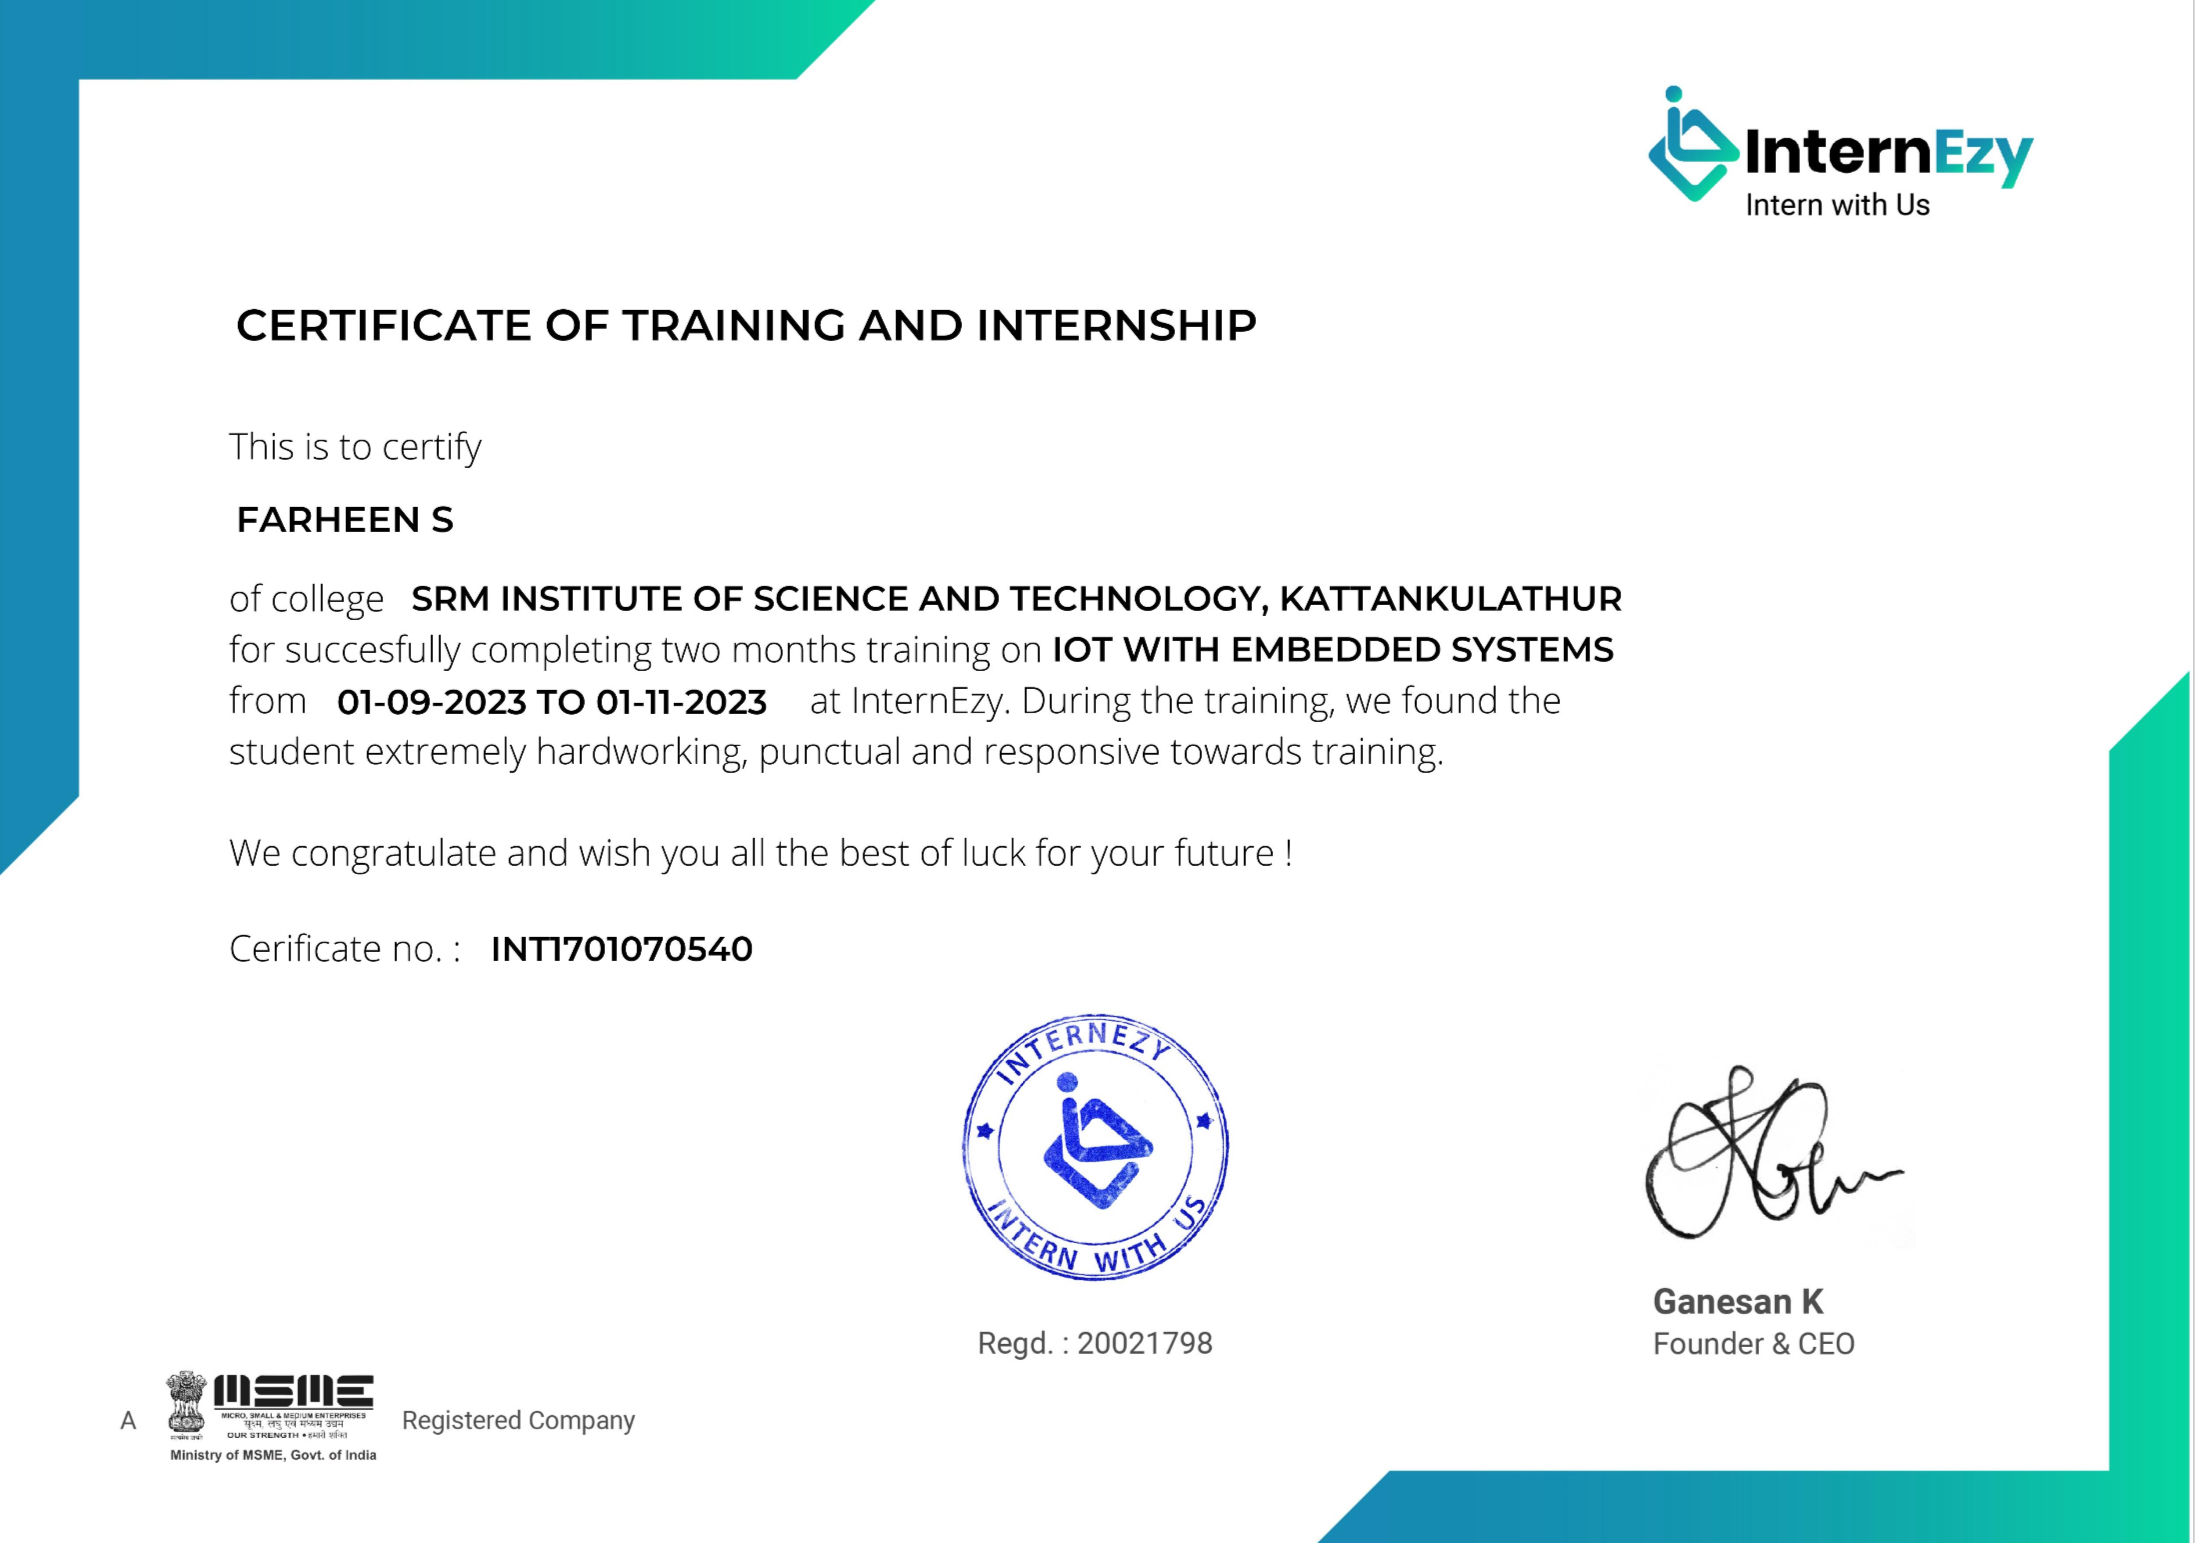 InternEzy
Intern with Us
CERTIFICATE OF TRAINING AND INTERNSHIP
This is to certify
FARHEEN S
of college SRM INSTITUTE OF SCIENCE AND TECHNOLOGY, KATTANKULATHUR
for succesfully completing two months training on IOT WITH EMBEDDED SYSTEMS
from 01-09-2023 TO 01-11-2023 at InternEzy. During the training, we found the
student extremely hardworking, punctual and responsive towards training.
We congratulate and wish you all the best of luck for your future !
Cerificate no. : INT1701070540
INTERNEZY
INTERN WITH US
Regd. : 20021798
Ganesan K
Founder & CEO
A
MSME
MICRO, SMALL & MEDIUM ENTERPRISES
सूक्ष्म, लघु एवं मध्यम उद्यम
OUR STRENGTH • हमारी शक्ति
सत्यमेव जयते
Ministry of MSME, Govt. of India
Registered Company